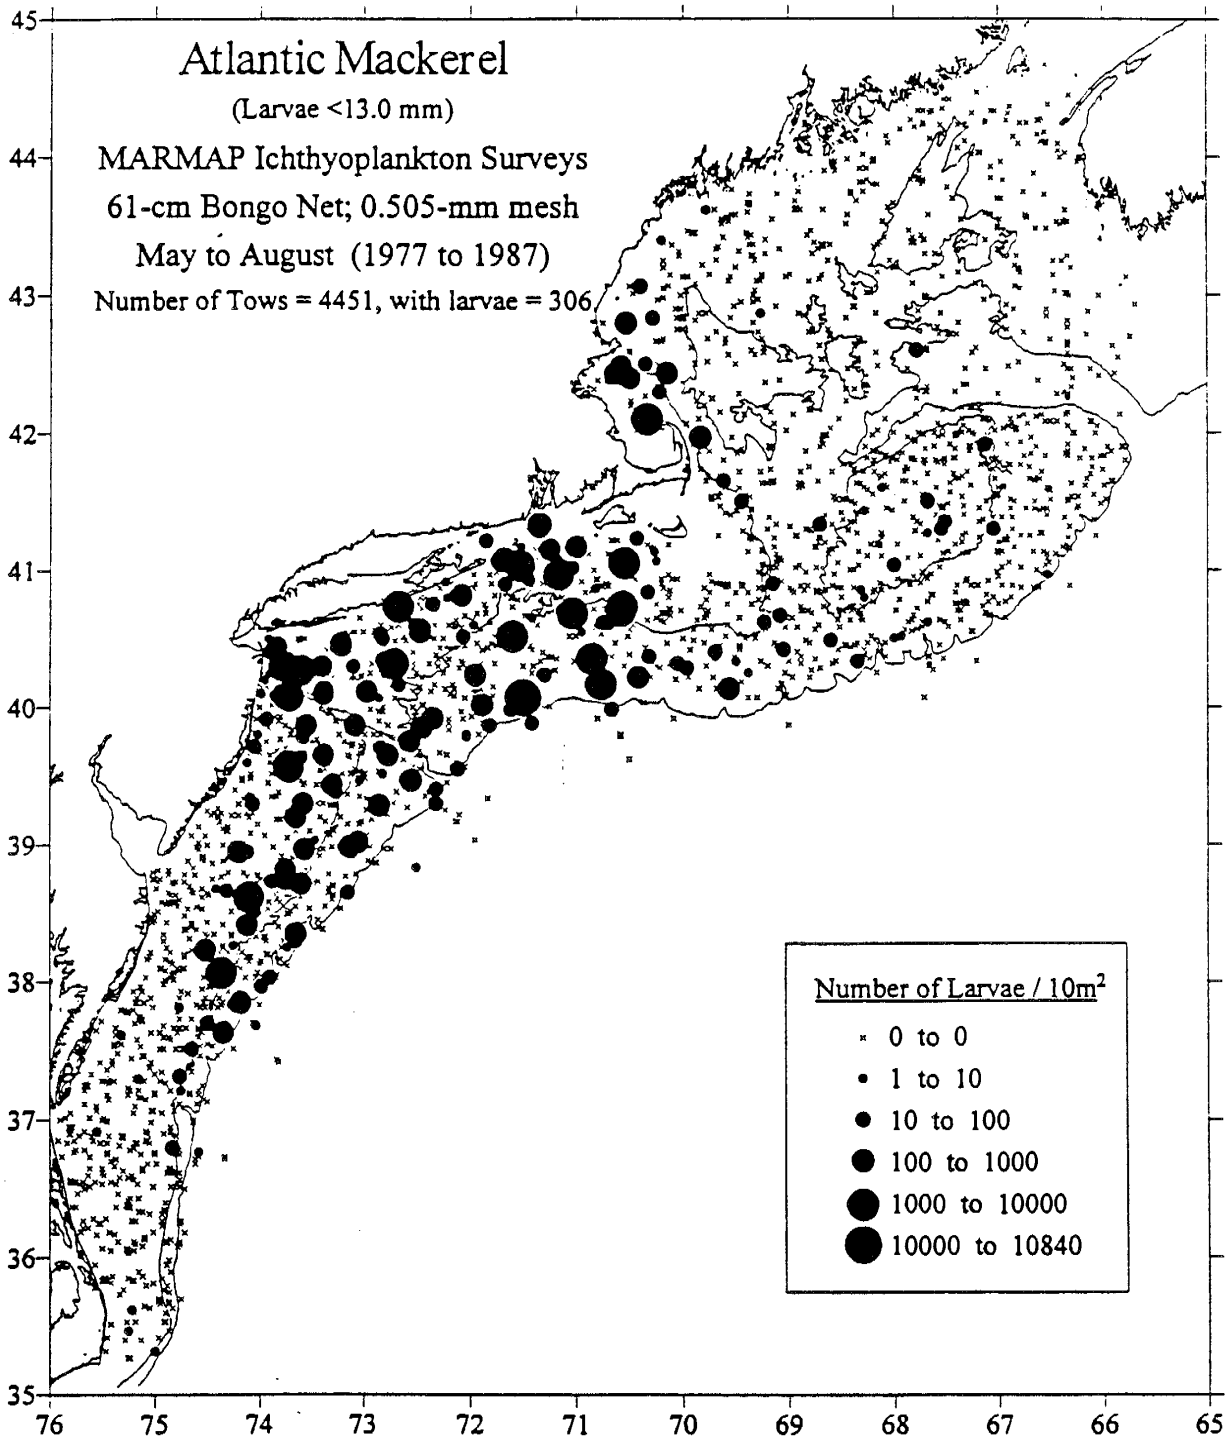 Atlantic Mackerel
(Larvae <13.0 mm)
MARMAP Ichthyoplankton Surveys
61-cm Bongo Net; 0.505-mm mesh
May to August (1977 to 1987)
Number of Tows = 4451, with larvae = 306
45
44
43
42
41
40
39
38
37
36
35
76 75 74 73 72 71 70 69 68 67 66 65
Number of Larvae / 10m²
0 to 0
1 to 10
10 to 100
100 to 1000
1000 to 10000
10000 to 10840